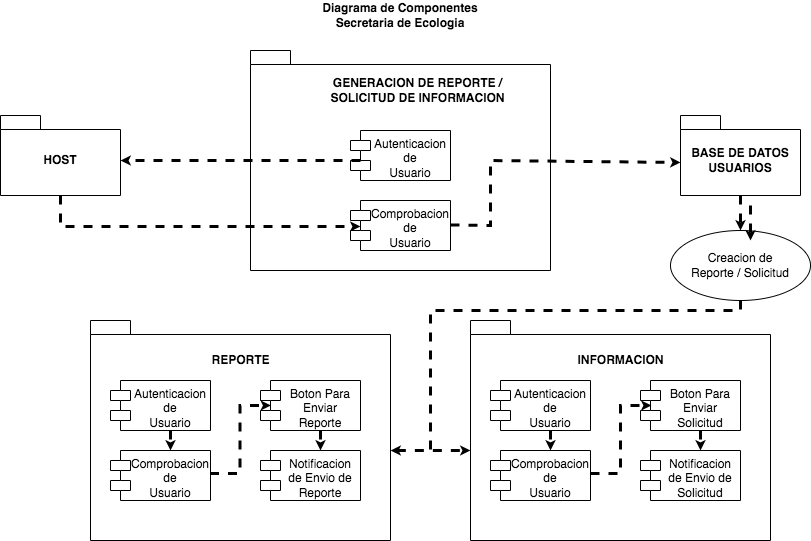 Diagrama de Componentes
Secretaria de Ecologia
GENERACION DE REPORTE /
SOLICITUD DE INFORMACION
HOST
Autenticacion
de
Usuario
BASE DE DATOS
USUARIOS
Comprobacion
de
Usuario
Creacion de
Reporte / Solicitud
REPORTE
Autenticacion
de
Usuario
Boton Para
Enviar
Reporte
Comprobacion
de
Usuario
Notificacion
de Envio de
Reporte
INFORMACION
Autenticacion
de
Usuario
Boton Para
Enviar
Solicitud
Comprobacion
de
Usuario
Notificacion
de Envio de
Solicitud